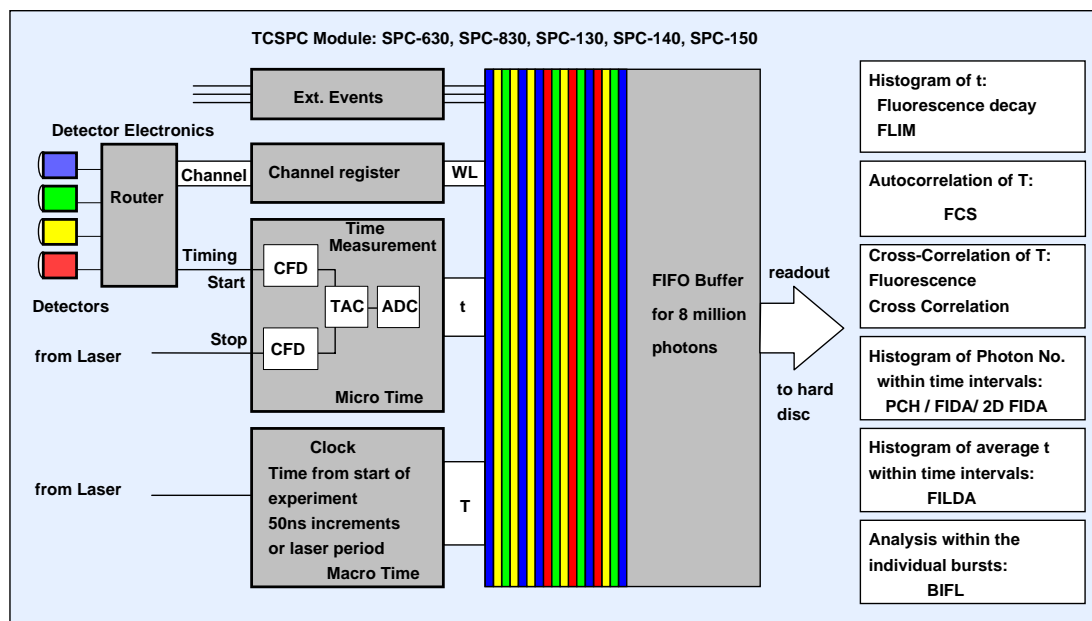 TCSPC Module: SPC-630, SPC-830, SPC-130, SPC-140, SPC-150
Ext. Events
Detector Electronics
Router
Channel
Channel register
WL
Timing
Start
Time
Measurement
CFD
TAC
ADC
t
Detectors
Stop
CFD
from Laser
Micro Time
from Laser
Clock
Time from start of
experiment
50ns increments
or laser period
Macro Time
T
FIFO Buffer
for 8 million
photons
readout
to hard
disc
Histogram of t:
Fluorescence decay
FLIM
Autocorrelation of T:
FCS
Cross-Correlation of T:
Fluorescence
Cross Correlation
Histogram of Photon No.
within time intervals:
PCH / FIDA/ 2D FIDA
Histogram of average t
within time intervals:
FILDA
Analysis within the
individual bursts:
BIFL